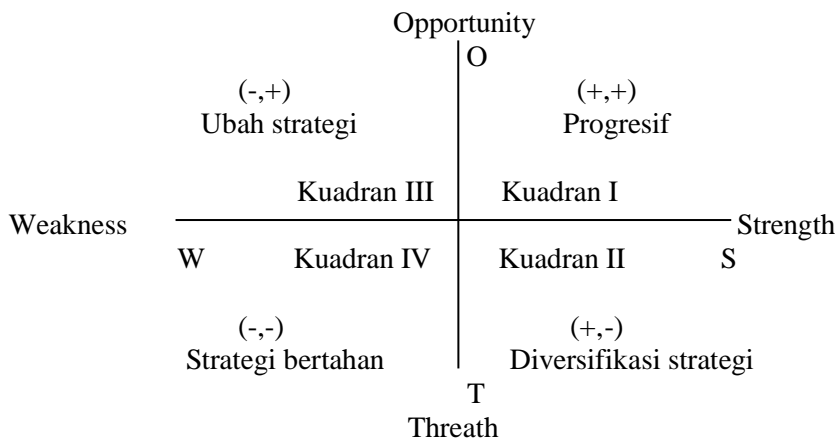 Opportunity
O
(-,+) (+,+)
Ubah strategi Progresif
Kuadran III Kuadran I
Weakness Strength
W Kuadran IV Kuadran II S
(-,-) (+,-)
Strategi bertahan Diversifikasi strategi
T
Threath